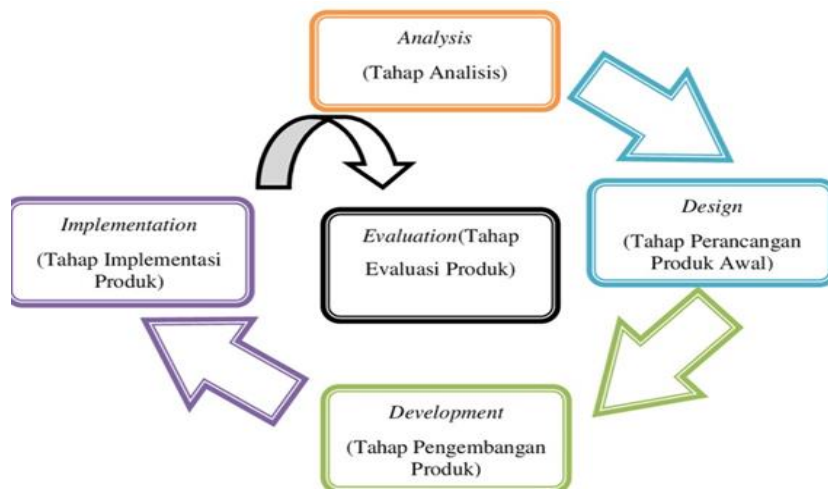 Analysis
(Tahap Analisis)
Implementation
(Tahap Implementasi
Produk)
Evaluation(Tahap
Evaluasi Produk)
Design
(Tahap Perancangan
Produk Awal)
Development
(Tahap Pengembangan
Produk)